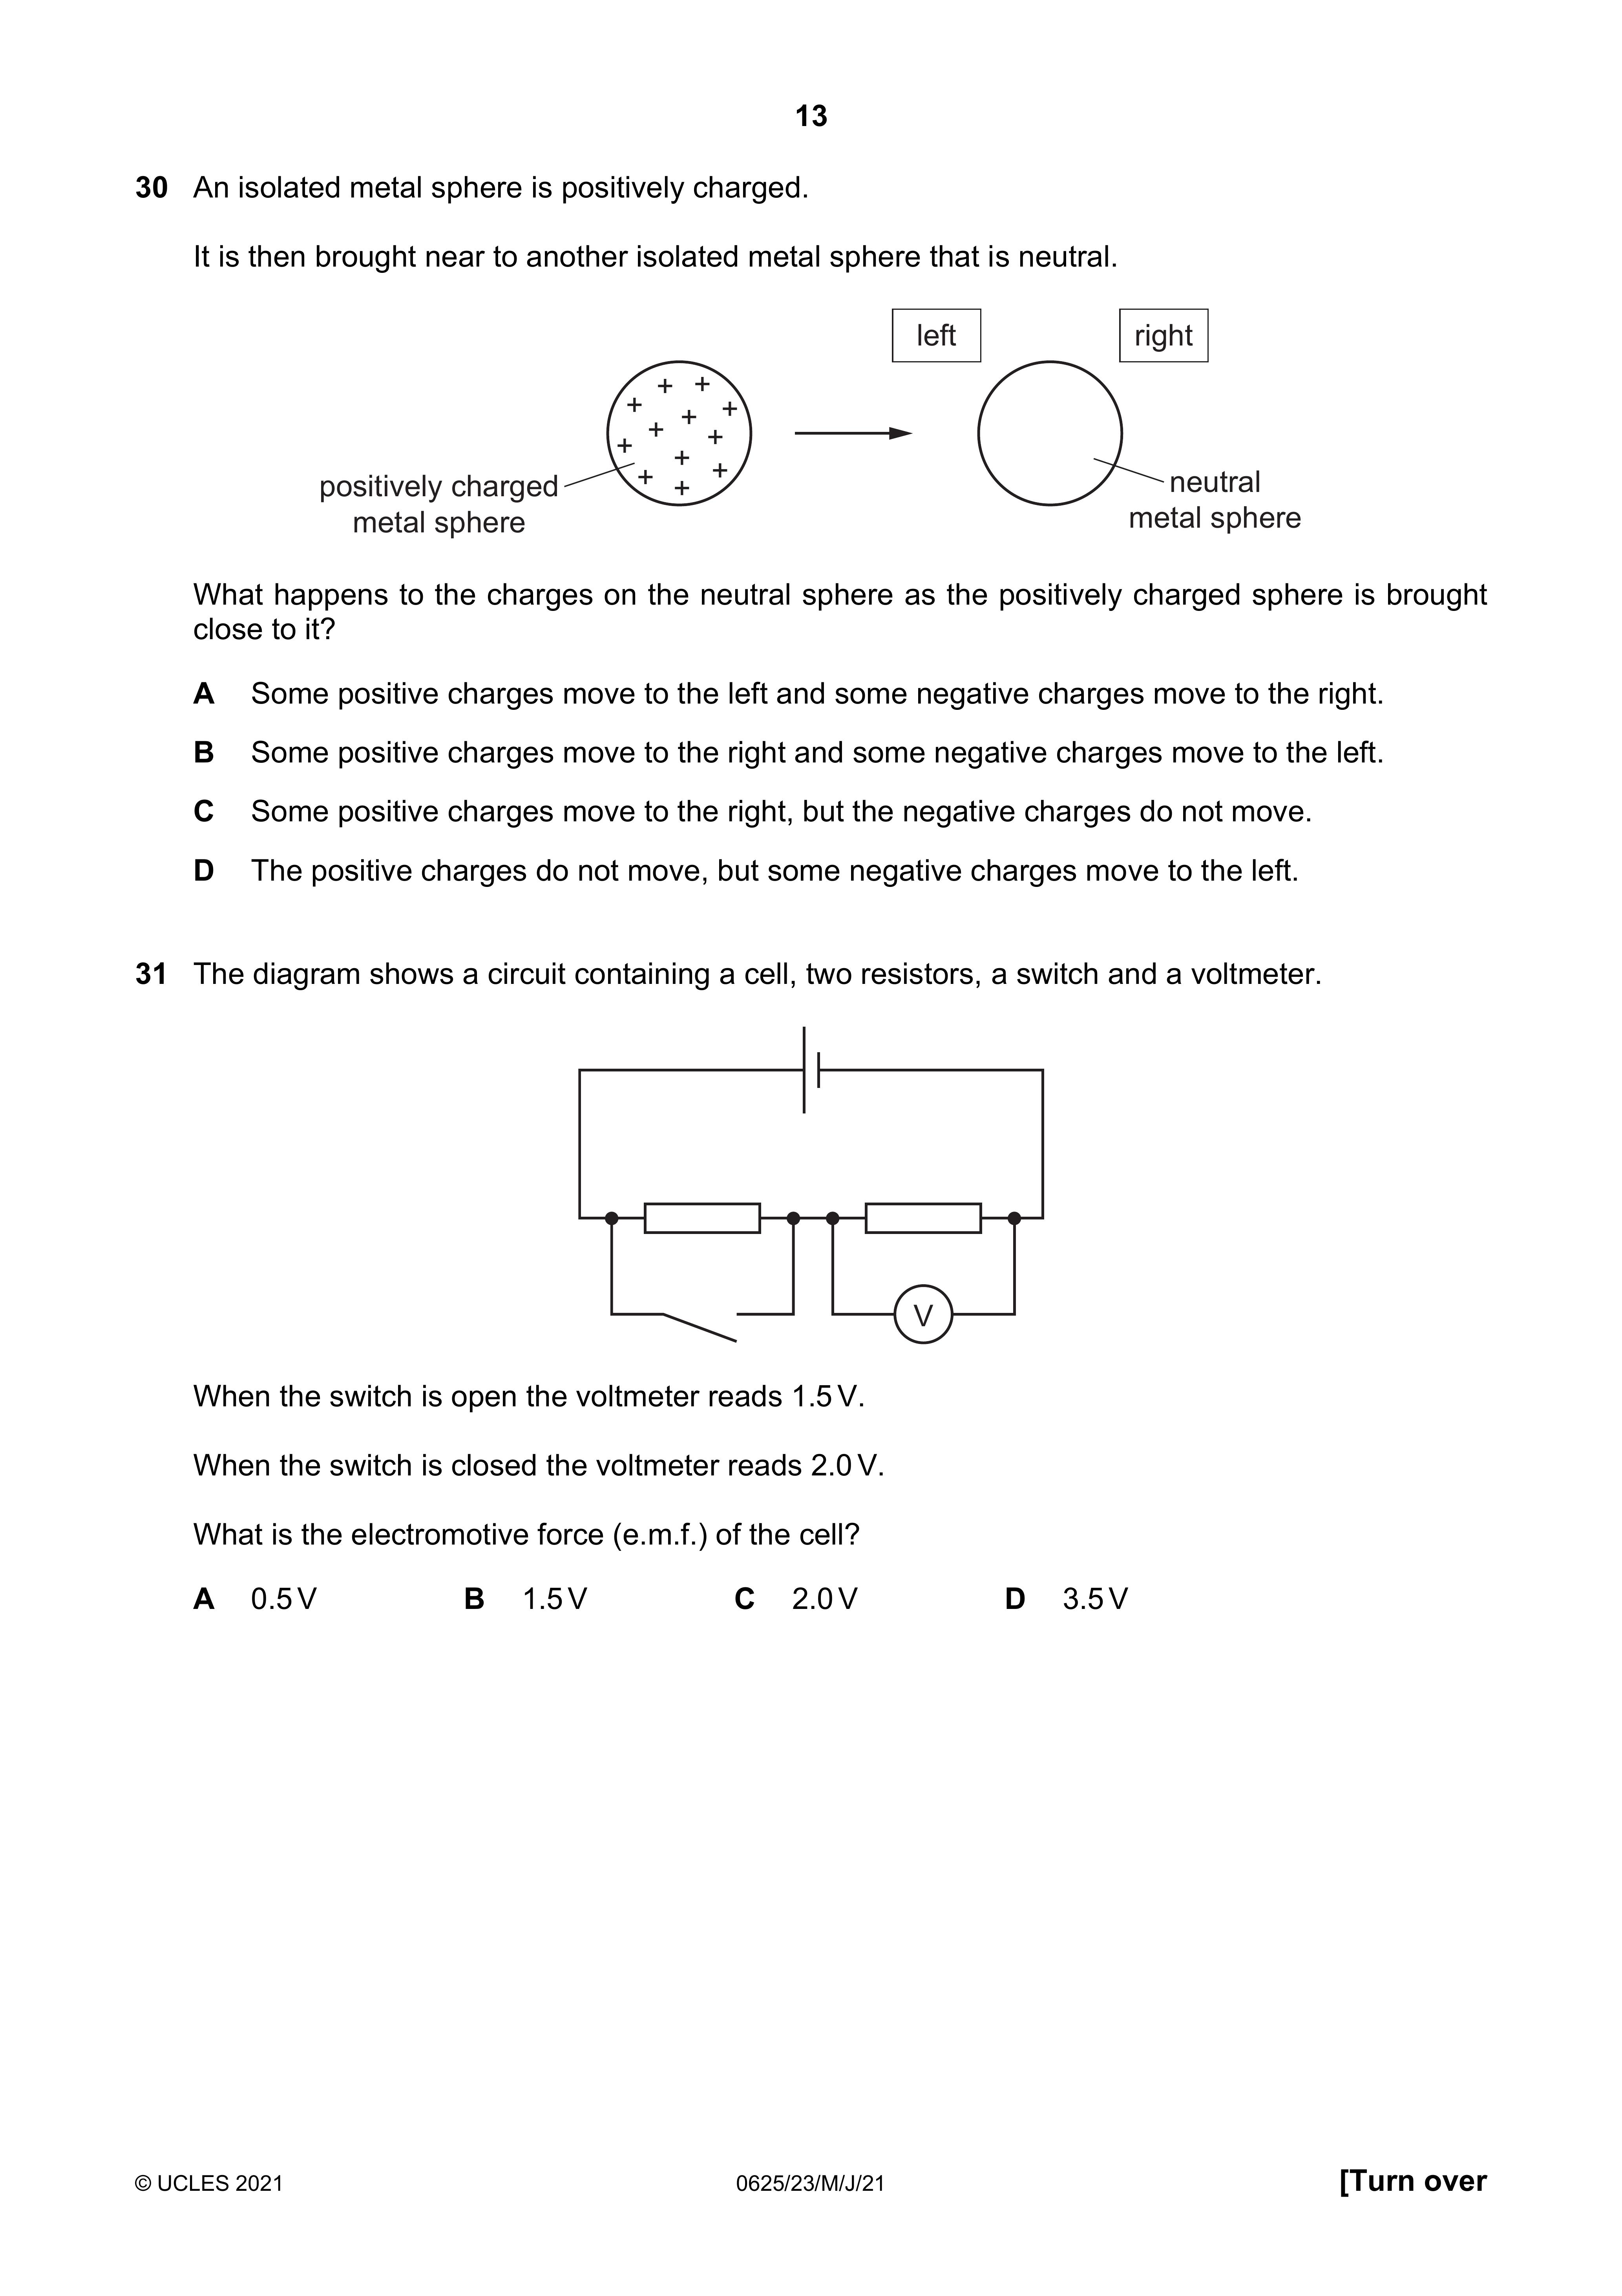 13
30 An isolated metal sphere is positively charged.
It is then brought near to another isolated metal sphere that is neutral.
left right
+ + + + + + + + + + + + +
positively charged
metal sphere
neutral
metal sphere
What happens to the charges on the neutral sphere as the positively charged sphere is brought
close to it?
A Some positive charges move to the left and some negative charges move to the right.
B Some positive charges move to the right and some negative charges move to the left.
C Some positive charges move to the right, but the negative charges do not move.
D The positive charges do not move, but some negative charges move to the left.
31 The diagram shows a circuit containing a cell, two resistors, a switch and a voltmeter.
V
When the switch is open the voltmeter reads 1.5 V.
When the switch is closed the voltmeter reads 2.0 V.
What is the electromotive force (e.m.f.) of the cell?
A 0.5 V B 1.5 V C 2.0 V D 3.5 V
© UCLES 2021 0625/23/M/J/21 [Turn over